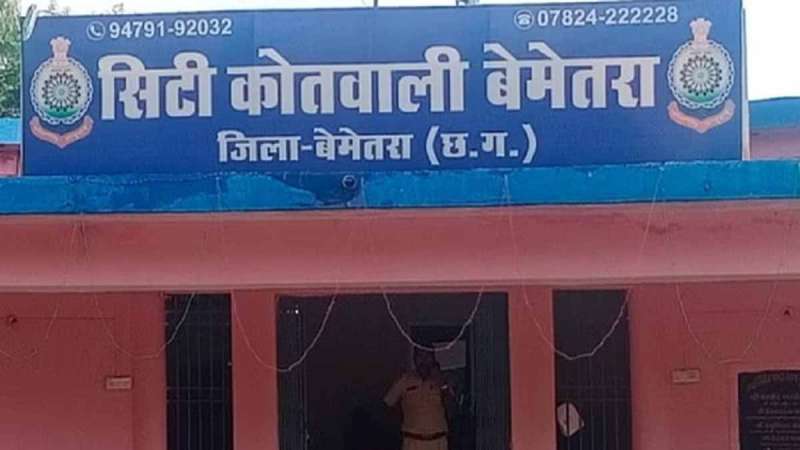 94791-92032
07824-222228
सिटी कोतवाली बेमेतरा
जिला-बेमेतरा (छ.ग.)